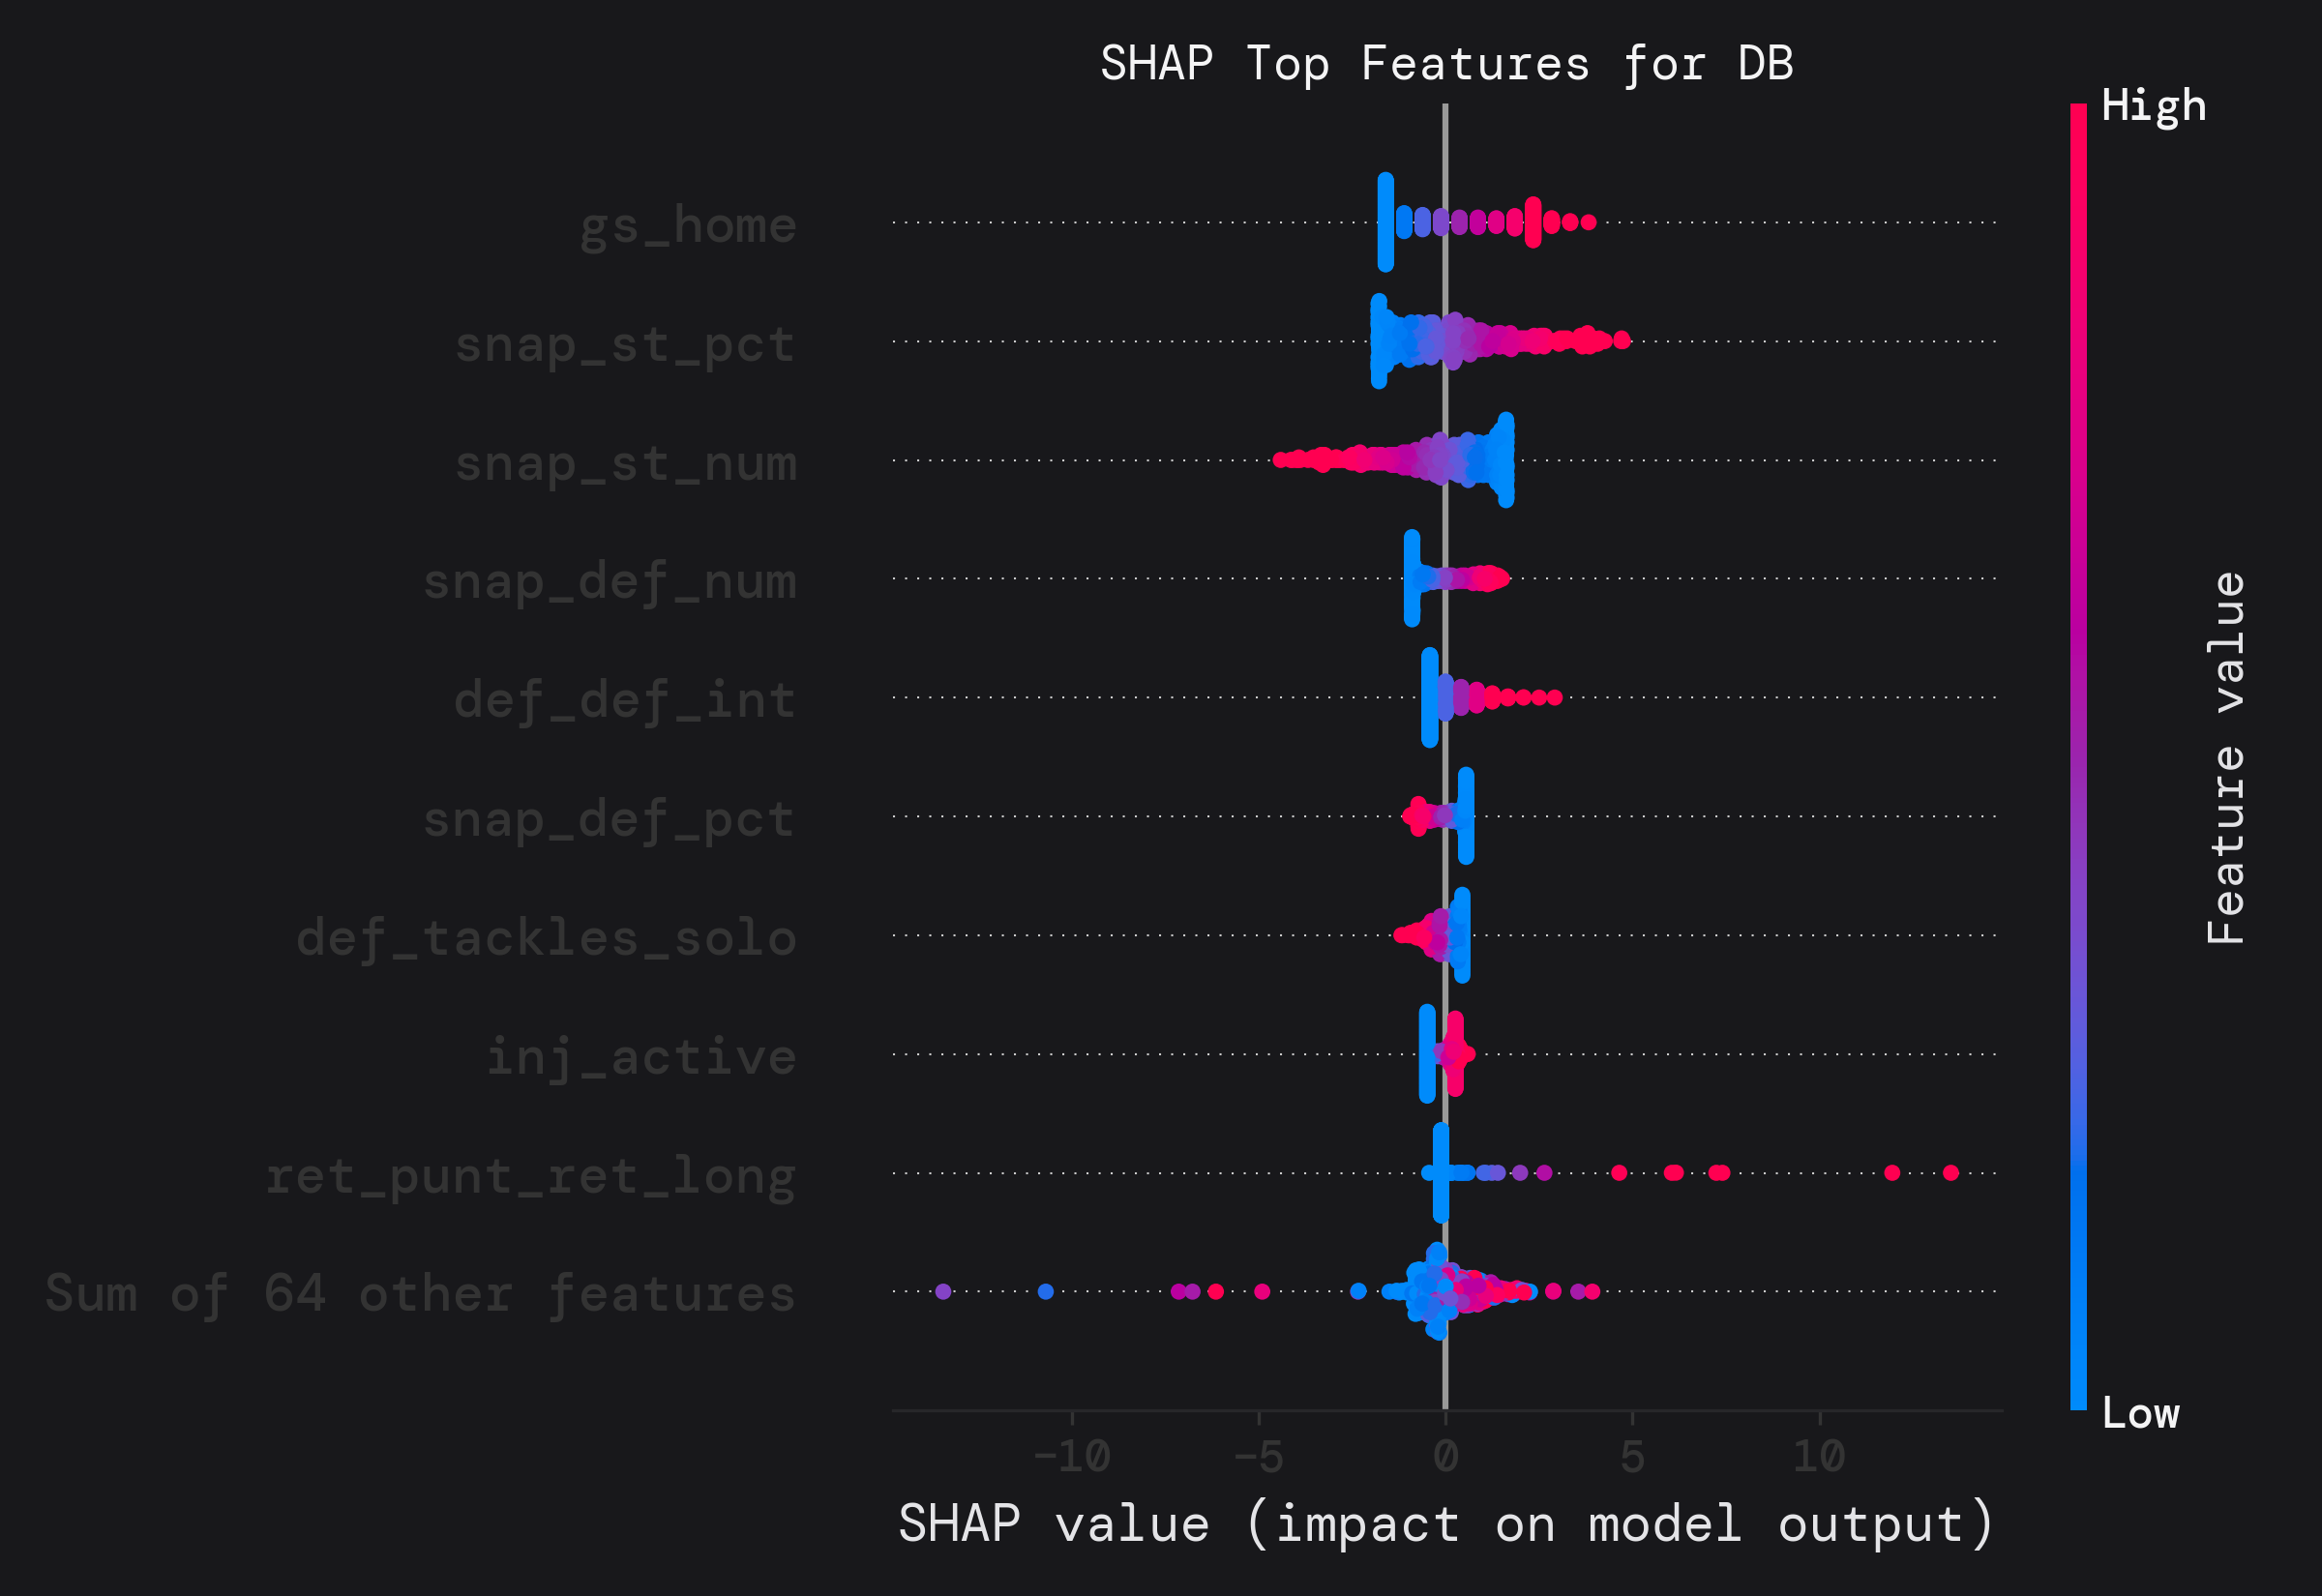 SHAP Top Features for DB
High
gs_home
snap_st_pct
snap_st_num
snap_def_num
def_def_int
snap_def_pct
def_tackles_solo
inj_active
ret_punt_ret_long
Sum of 64 other features
Feature value
Low
−10 −5 0 5 10
SHAP value (impact on model output)